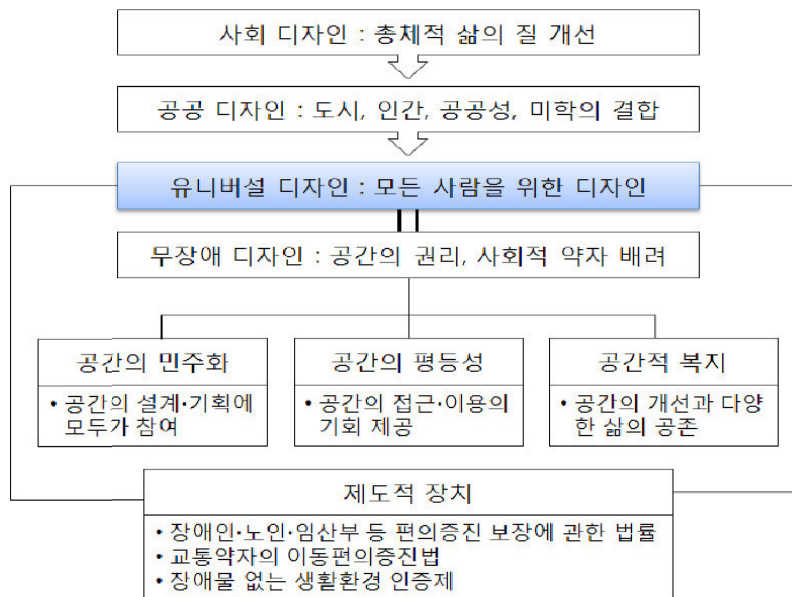 사회 디자인 : 총체적 삶의 질 개선
공공 디자인 : 도시, 인간, 공공성, 미학의 결합
유니버설 디자인 : 모든 사람을 위한 디자인
무장애 디자인 : 공간의 권리, 사회적 약자 배려
공간의 민주화
• 공간의 설계·기획에
모두가 참여
공간의 평등성
• 공간의 접근·이용의
기회 제공
공간적 복지
• 공간의 개선과 다양
한 삶의 공존
제도적 장치
• 장애인·노인·임산부 등 편의증진 보장에 관한 법률
• 교통약자의 이동편의증진법
• 장애물 없는 생활환경 인증제